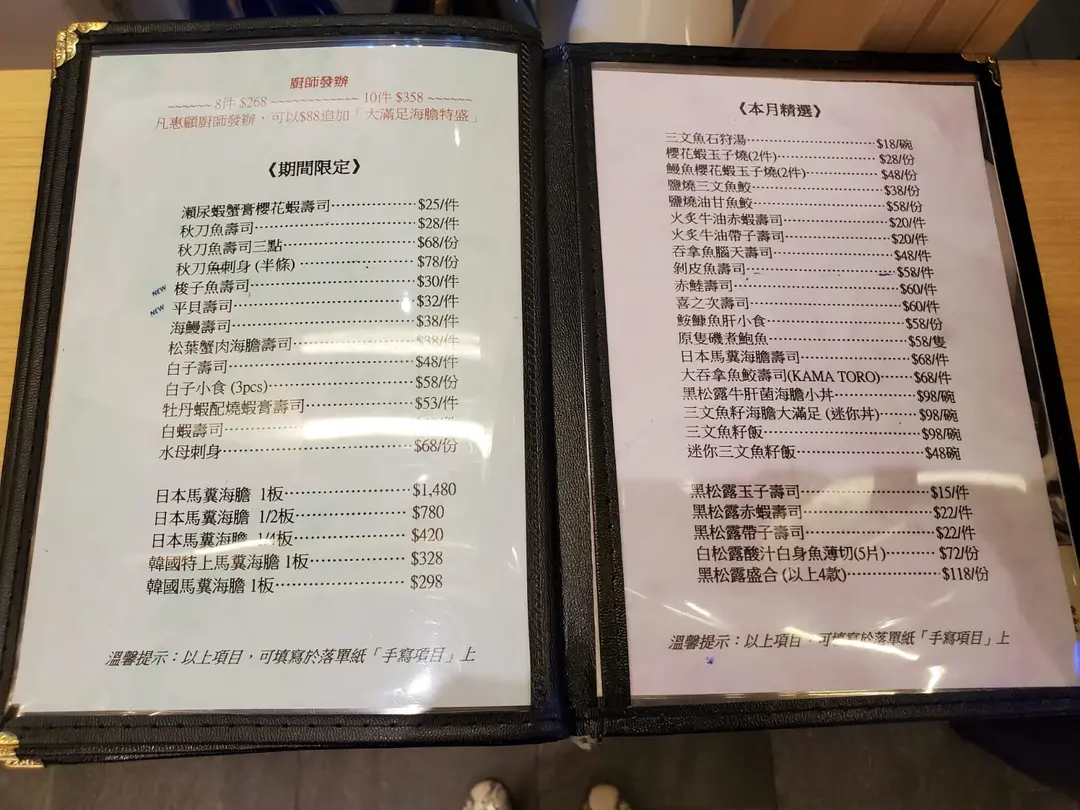 廚師發辦
~~~~~~ 8件 $268 ~~~~~~~~~~~~ 10件 $358 ~~~~~~
凡惠顧廚師發辦，可以$88追加「大滿足海膽特盛」
《期間限定》
瀨尿蝦蟹膏櫻花蝦壽司 $25/件
秋刀魚壽司 $28/件
秋刀魚壽司三點 $68/份
秋刀魚刺身 (半條) $78/份
NEW 梭子魚壽司 $30/件
NEW 平貝壽司 $32/件
海鰻壽司 $38/件
松葉蟹肉海膽壽司 $38/件
白子壽司 $48/件
白子小食 (3pcs) $58/份
牡丹蝦配燒蝦膏壽司 $53/件
白蝦壽司
水母刺身 $68/份
日本馬糞海膽 1板 $1,480
日本馬糞海膽 1/2板 $780
日本馬糞海膽 1/4板 $420
韓國特上馬糞海膽 1板 $328
韓國馬糞海膽 1板 $298
溫馨提示：以上項目，可填寫於落單紙「手寫項目」上
《本月精選》
三文魚石狩湯 $18/碗
櫻花蝦玉子燒(2件) $28/份
鰻魚櫻花蝦玉子燒(2件) $48/份
鹽燒三文魚鮫 $38/份
鹽燒油甘魚鮫 $58/份
火炙牛油赤蝦壽司 $20/件
火炙牛油帶子壽司 $20/件
吞拿魚腦天壽司 $48/件
剝皮魚壽司 $58/件
赤鯥壽司 $60/件
喜之次壽司 $60/件
鮟鱇魚肝小食 $58/份
原隻磯煮鮑魚 $58/隻
日本馬糞海膽壽司 $68/件
大吞拿魚鮫壽司(KAMA TORO) $68/件
黑松露牛肝菌海膽小丼 $98/碗
三文魚籽海膽大滿足 (迷你丼) $98/碗
三文魚籽飯 $98/碗
迷你三文魚籽飯 $48碗
黑松露玉子壽司 $15/件
黑松露赤蝦壽司 $22/件
黑松露帶子壽司 $22/件
白松露酸汁白身魚薄切(5片) $72/份
黑松露盛合 (以上4款) $118/份
溫馨提示：以上項目，可填寫於落單紙「手寫項目」上